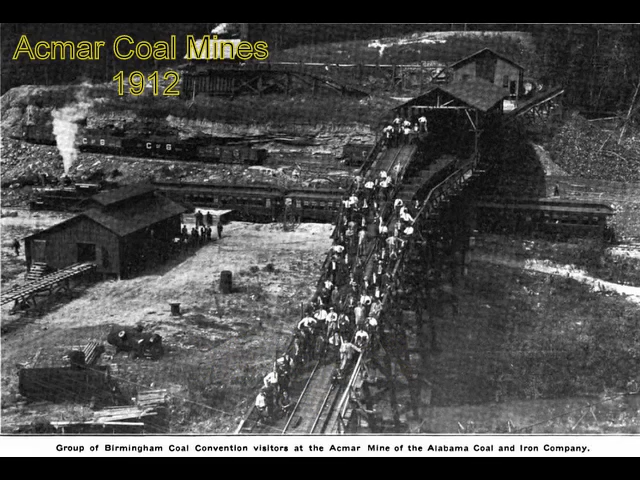 Acmar Coal Mines
1912
C of G
Group of Birmingham Coal Convention visitors at the Acmar Mine of the Alabama Coal and Iron Company.